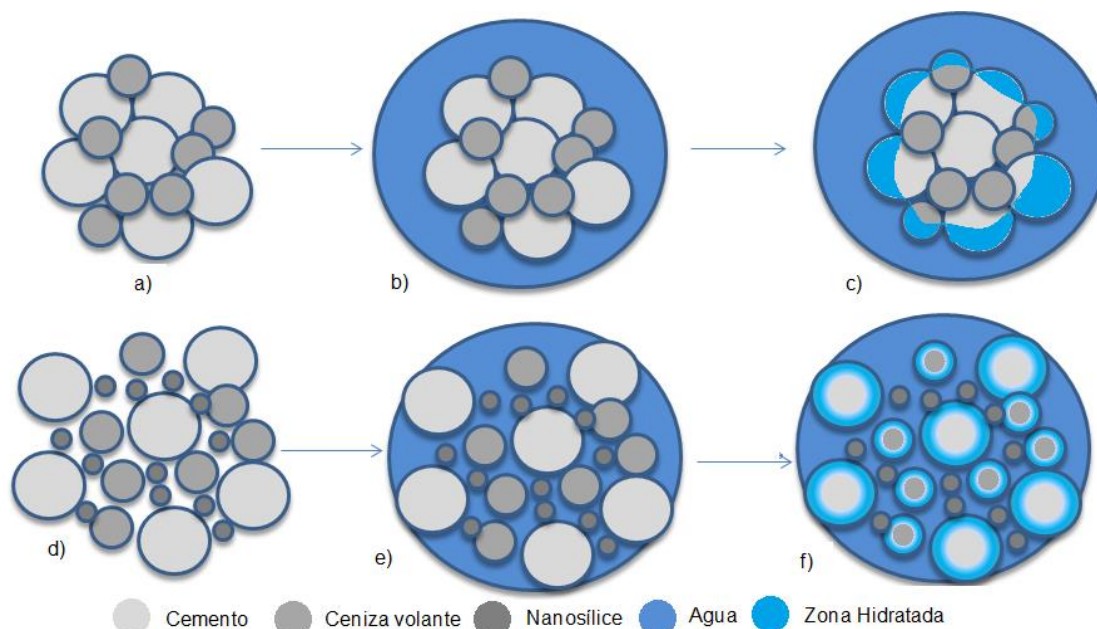 a)
b)
c)
d)
e)
f)
Cemento Ceniza volante Nanosílice Agua Zona Hidratada